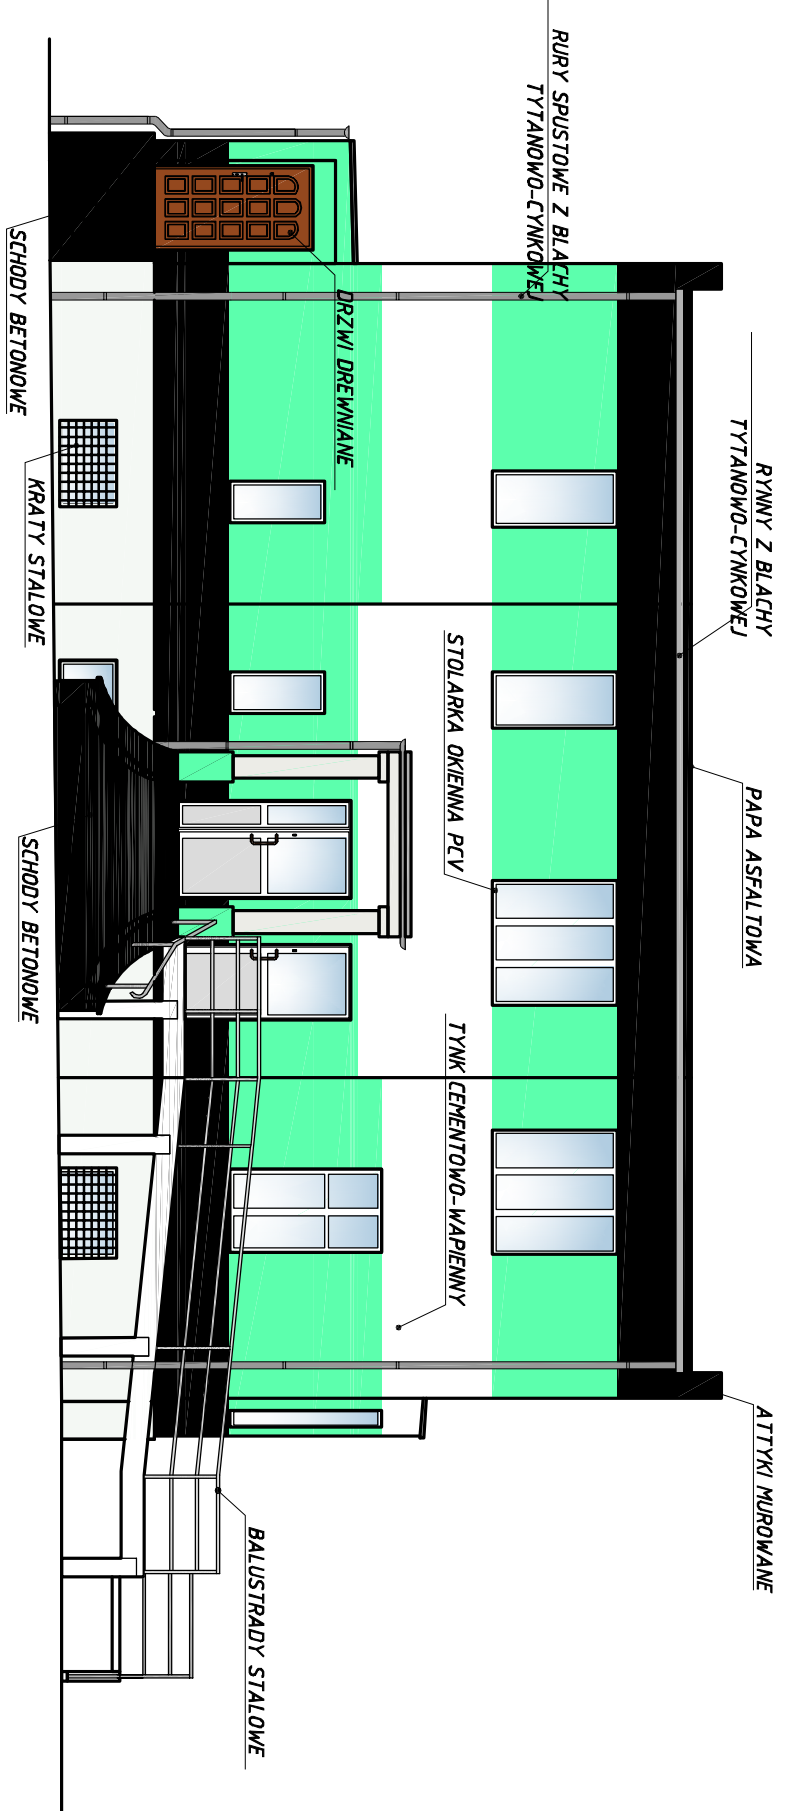 RYNNY Z BLACHY
TYTANOWO-CYNKOWEJ
PAPA ASFALTOWA
ATTYKI MUROWANE
RURY SPUSTOWE Z BLACHY
TYTANOWO-CYNKOWEJ
STOLARKA OKIENNA PCV
TYNK CEMENTOWO-WAPIENNY
DRZWI DREWNIANE
BALUSTRADY STALOWE
KRATY STALOWE
SCHODY BETONOWE
SCHODY BETONOWE